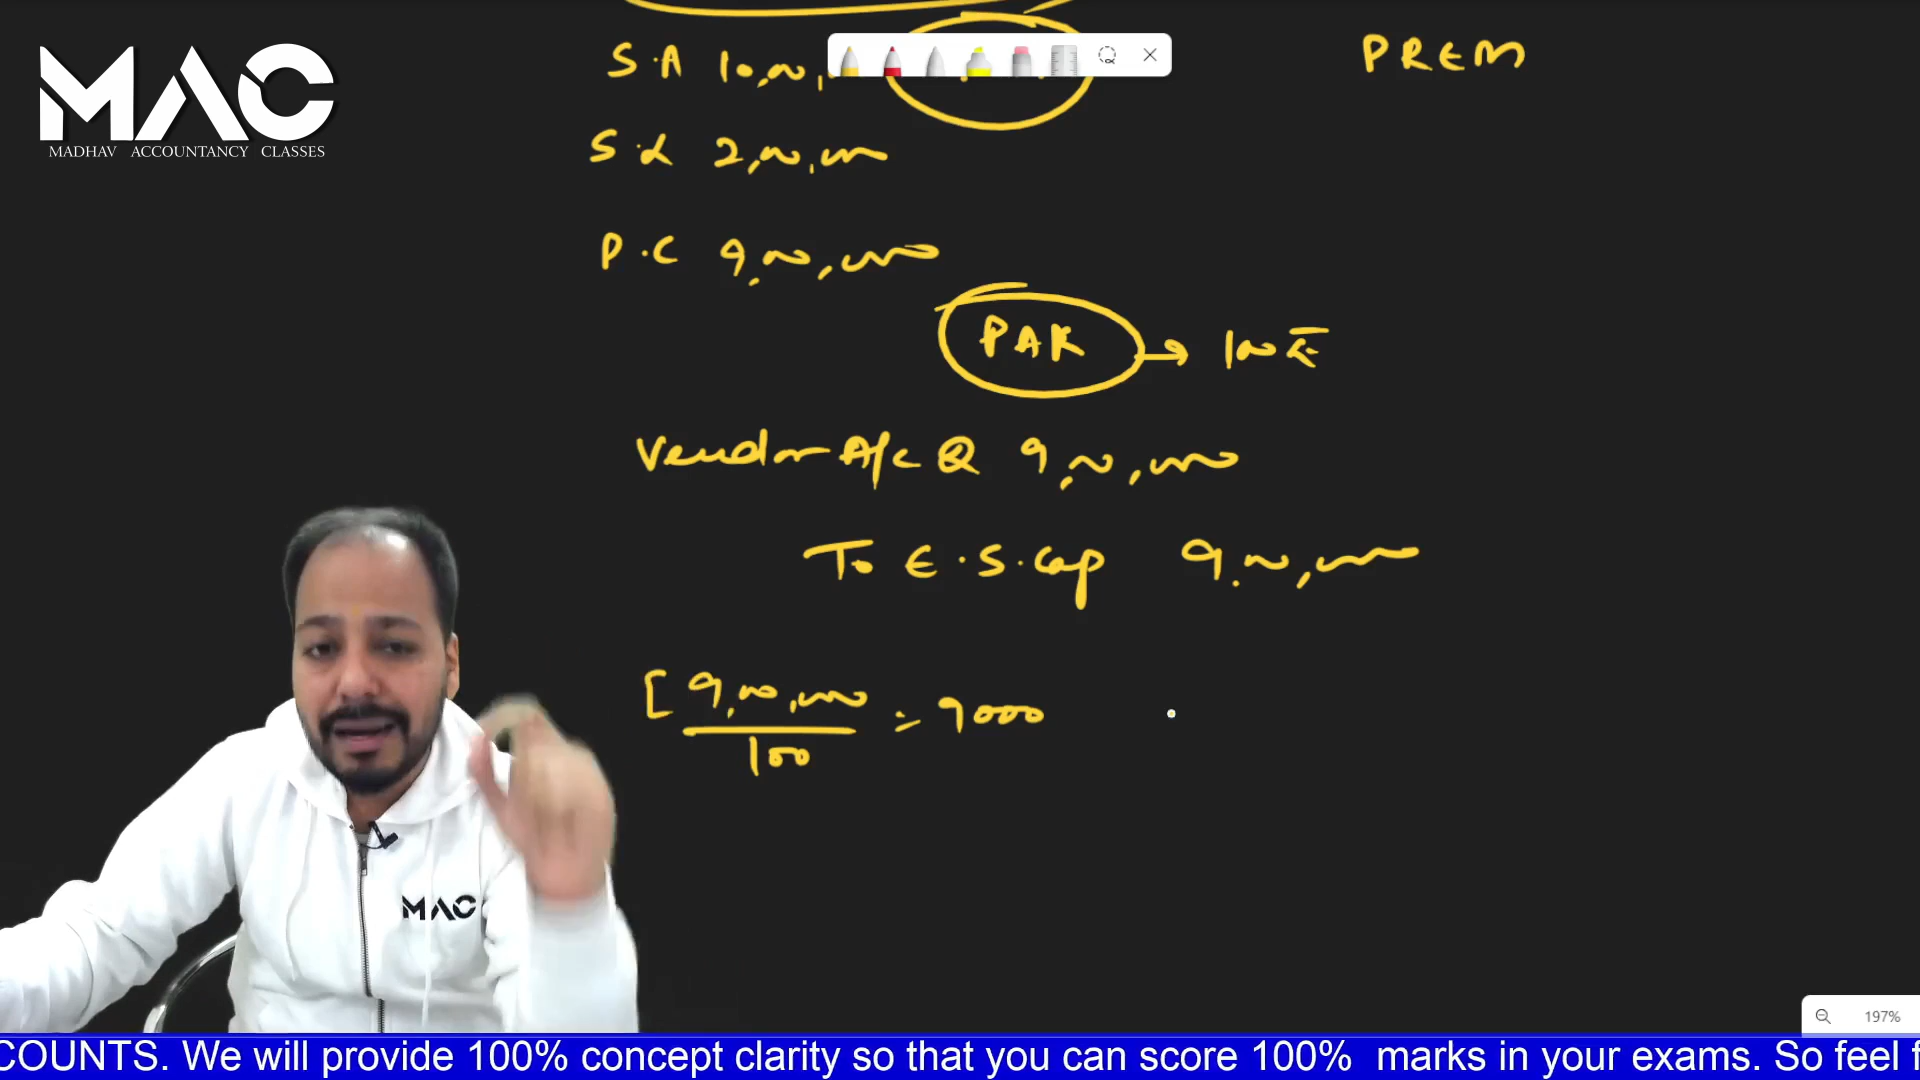 MAC
MADHAV ACCOUNTANCY CLASSES
S.A 10,00,
PREM
S.L 2,00,000
P.C 9,00,000
PAR → 100 E
Vendor A/c D 9,00,000
To E.S.Cap 9,00,000
[ 9,00,000
100
= 9000
MAC
197%
COUNTS. We will provide 100% concept clarity so that you can score 100% marks in your exams. So feel f